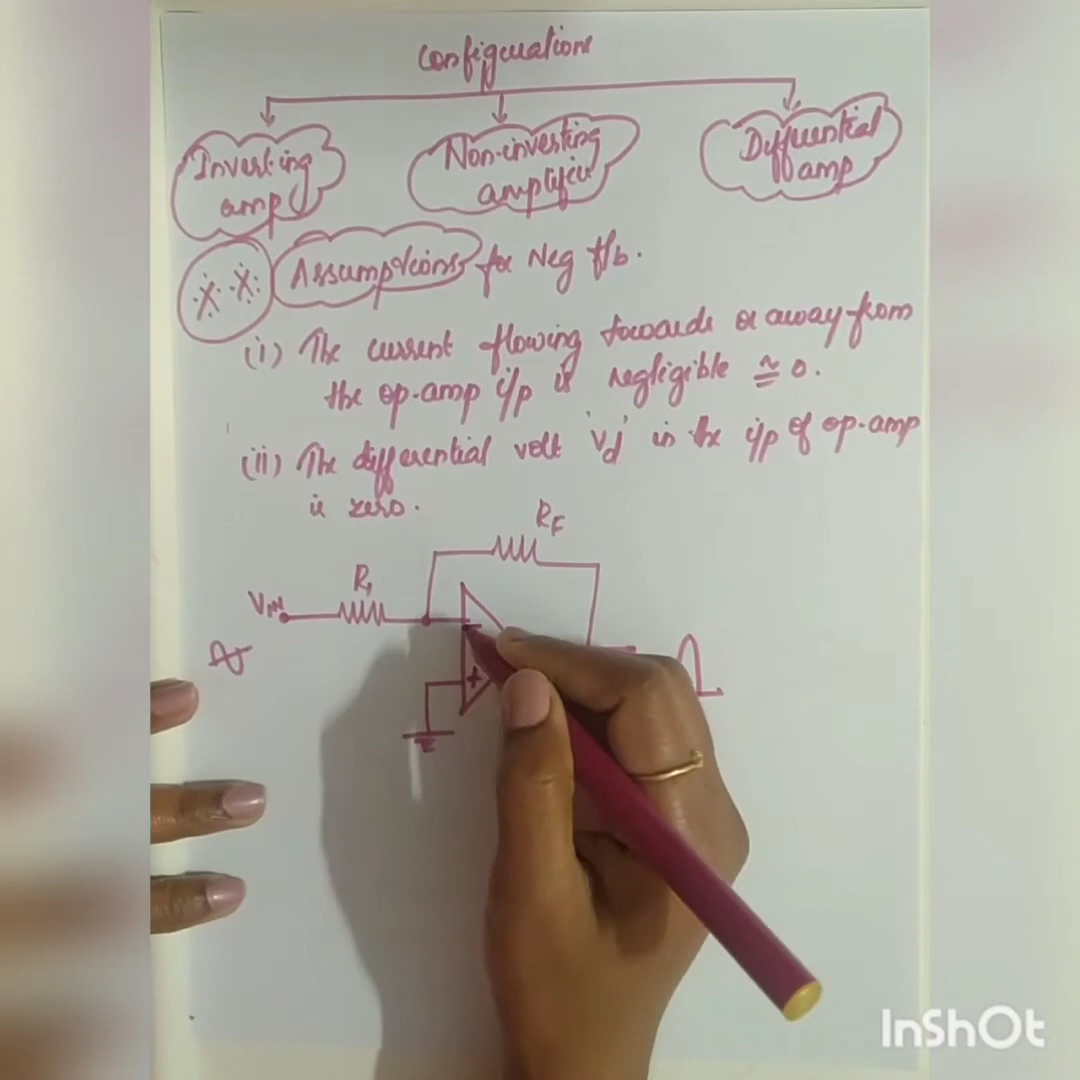 Configurations
Inverting
amp
Non-inverting
amplifier
Differential
amp
Assumptions for Neg f/b.
(i) The current flowing towards or away from
the op-amp i/p is negligible ≅ 0.
(ii) The differential volt 'Vd' in the i/p of op-amp
is zero.
RF
R1
VIN
+
InShOt